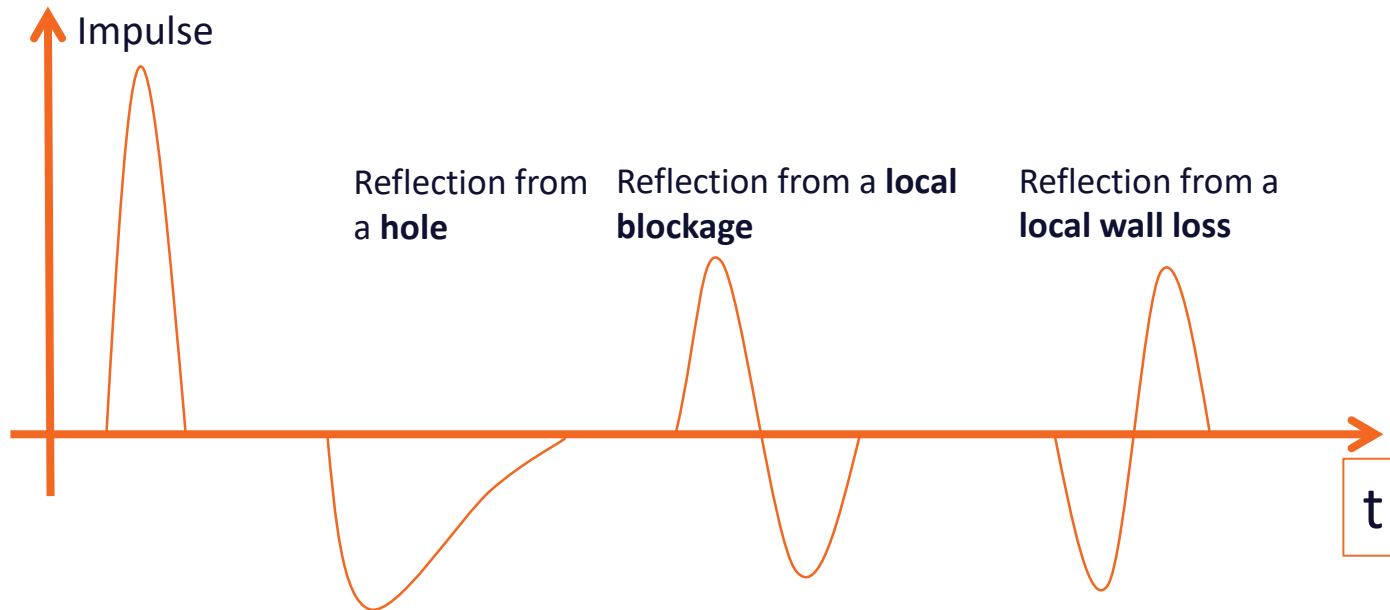 Impulse
Reflection from
a hole
Reflection from a local
blockage
Reflection from a
local wall loss
t